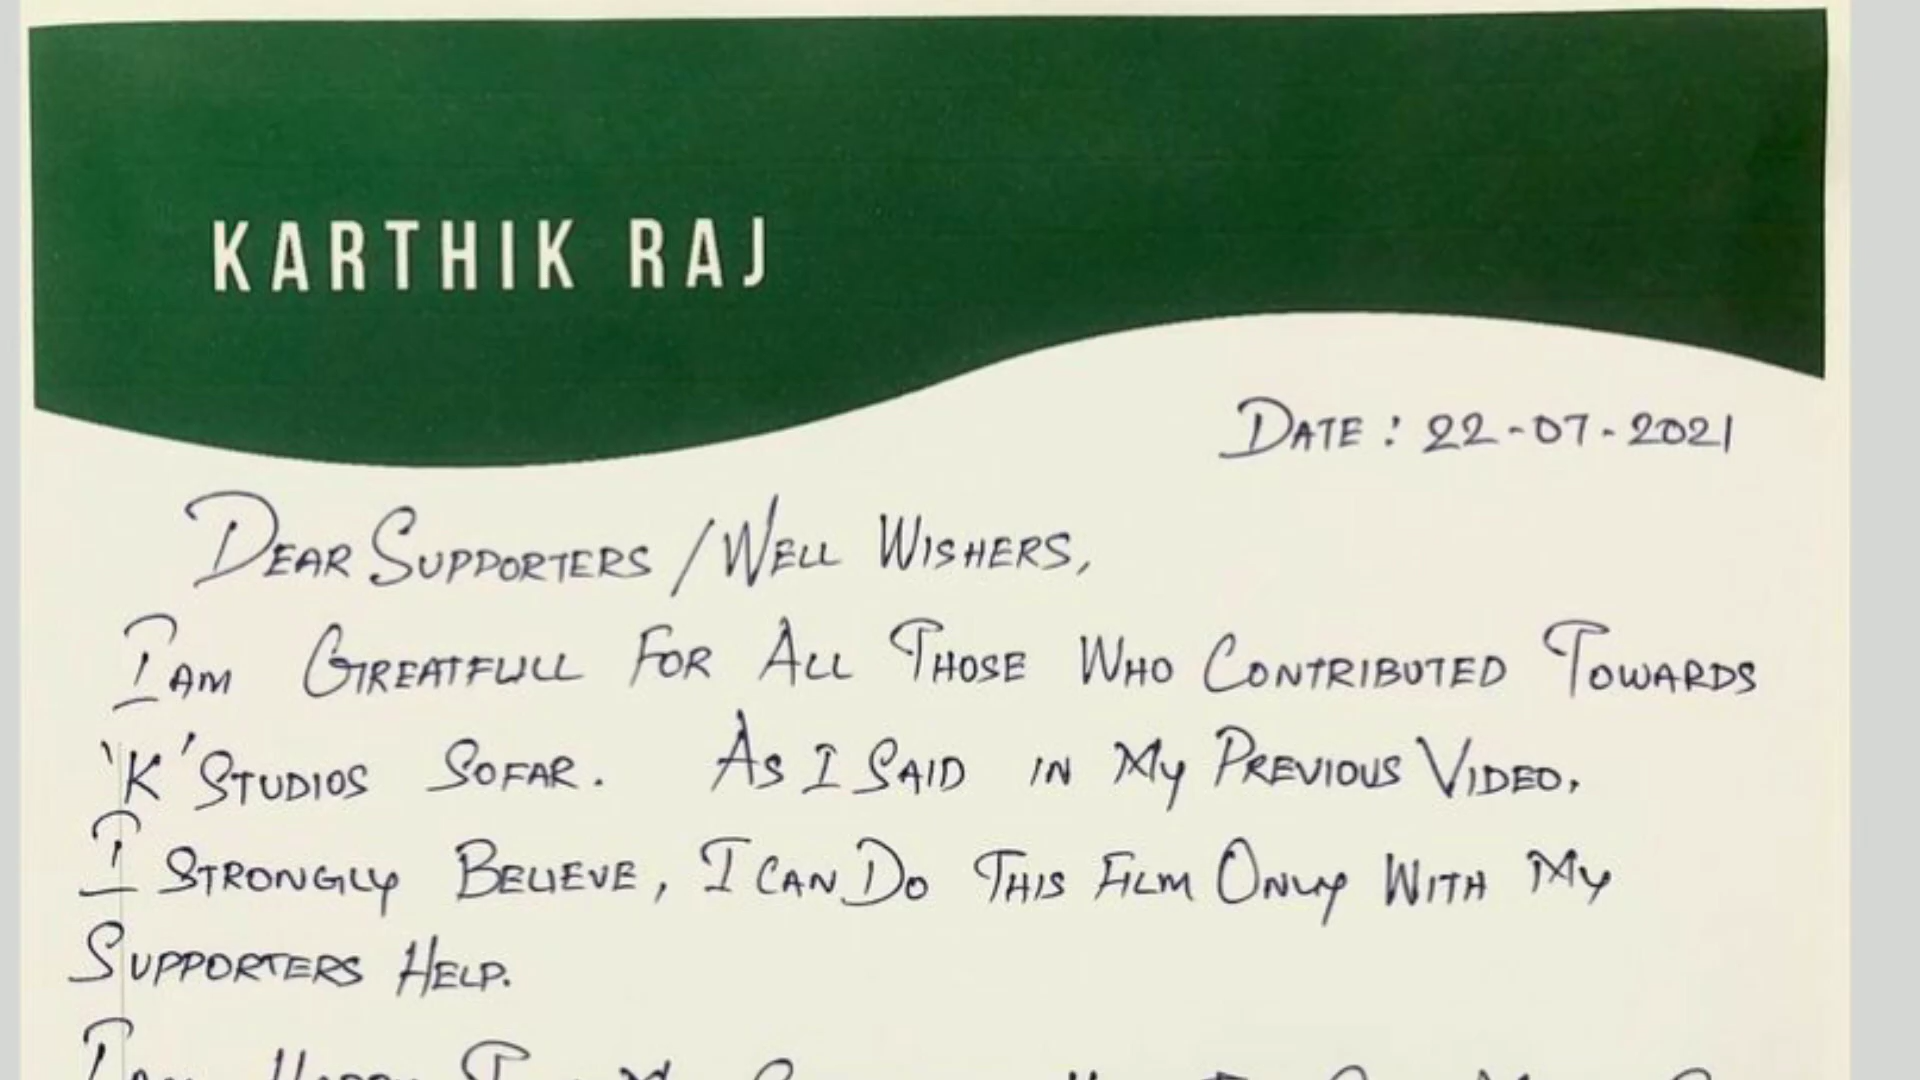 KARTHIK RAJ
DATE : 22-07-2021
DEAR SUPPORTERS / WELL WISHERS,
I AM GREATFULL FOR ALL THOSE WHO CONTRIBUTED TOWARDS
'K' STUDIOS SOFAR. AS I SAID IN MY PREVIOUS VIDEO,
I STRONGLY BELIEVE, I CAN DO THIS FILM ONLY WITH MY
SUPPORTERS HELP.